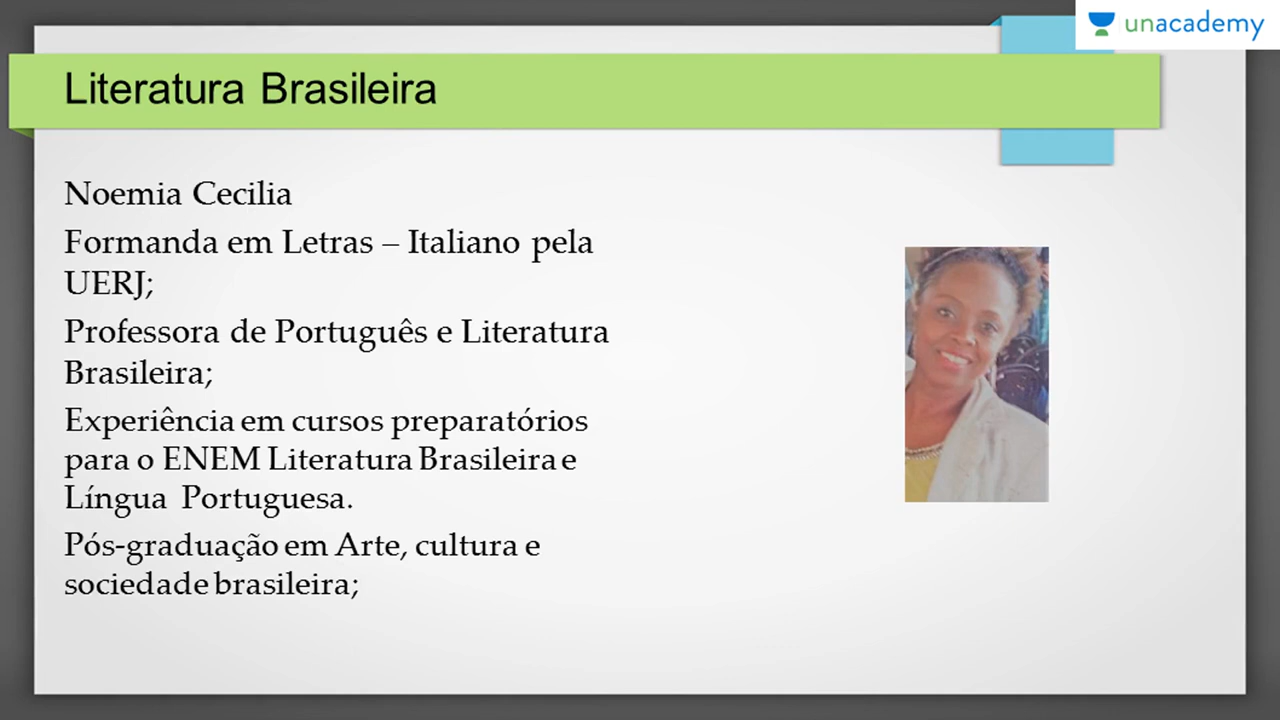 unacademy
Literatura Brasileira
Noemia Cecilia
Formanda em Letras – Italiano pela
UERJ;
Professora de Português e Literatura
Brasileira;
Experiência em cursos preparatórios
para o ENEM Literatura Brasileira e
Língua Portuguesa.
Pós-graduação em Arte, cultura e
sociedade brasileira;